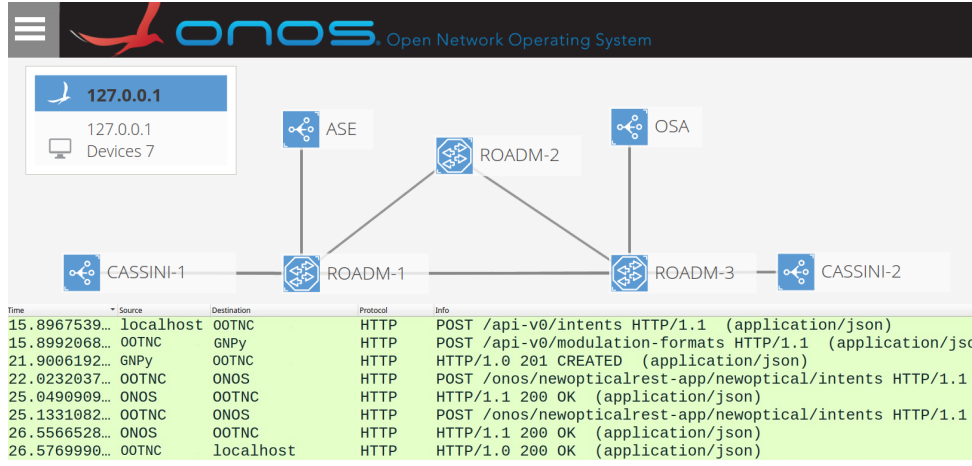 ONOS. Open Network Operating System
127.0.0.1
127.0.0.1
Devices 7
ASE
OSA
ROADM-2
CASSINI-1
ROADM-1
ROADM-3
CASSINI-2
Time Source Destination Protocol Info
15.8967539… localhost OOTNC HTTP POST /api-v0/intents HTTP/1.1 (application/json)
15.8992068… OOTNC GNPy HTTP POST /api-v0/modulation-formats HTTP/1.1 (application/jso
21.9006192… GNPy OOTNC HTTP HTTP/1.0 201 CREATED (application/json)
22.0232037… OOTNC ONOS HTTP POST /onos/newopticalrest-app/newoptical/intents HTTP/1.1
25.0490909… ONOS OOTNC HTTP HTTP/1.1 200 OK (application/json)
25.1331082… OOTNC ONOS HTTP POST /onos/newopticalrest-app/newoptical/intents HTTP/1.1
26.5566528… ONOS OOTNC HTTP HTTP/1.1 200 OK (application/json)
26.5769990… OOTNC localhost HTTP HTTP/1.0 200 OK (application/json)